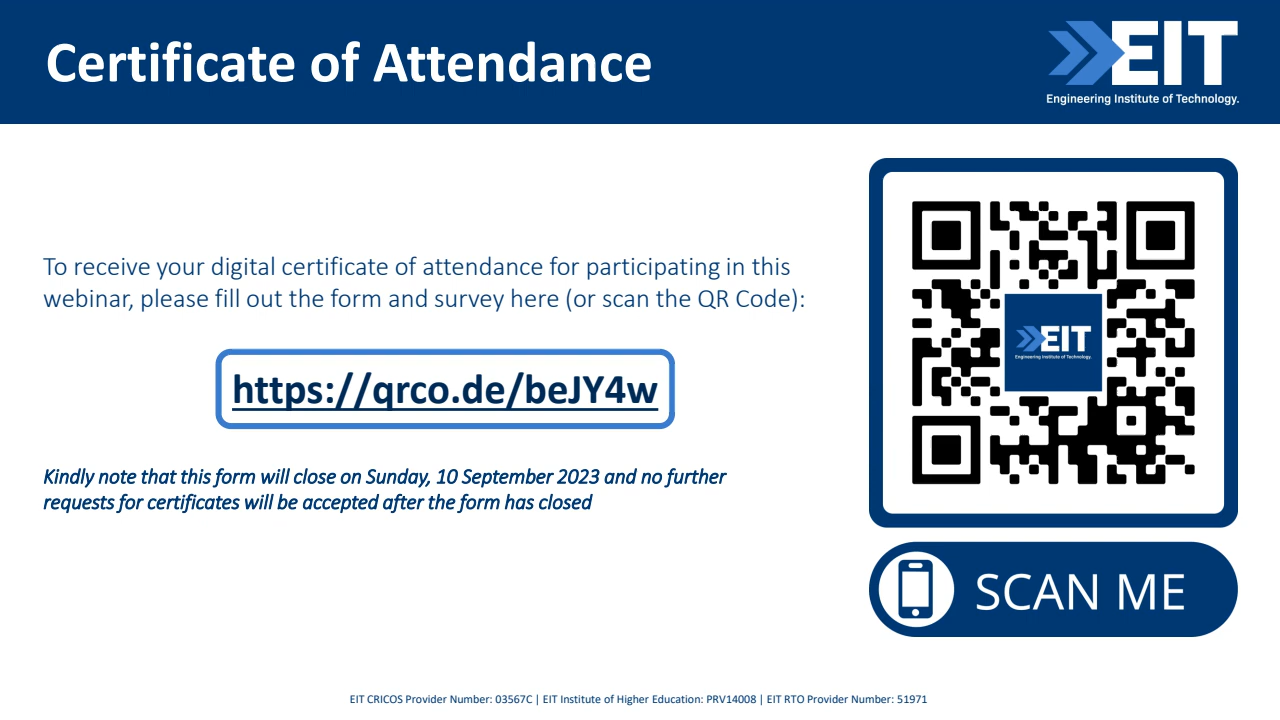 Certificate of Attendance
EIT
Engineering Institute of Technology.
To receive your digital certificate of attendance for participating in this
webinar, please fill out the form and survey here (or scan the QR Code):
https://qrco.de/beJY4w
Kindly note that this form will close on Sunday, 10 September 2023 and no further
requests for certificates will be accepted after the form has closed
EIT
Engineering Institute of Technology.
SCAN ME
EIT CRICOS Provider Number: 03567C | EIT Institute of Higher Education: PRV14008 | EIT RTO Provider Number: 51971